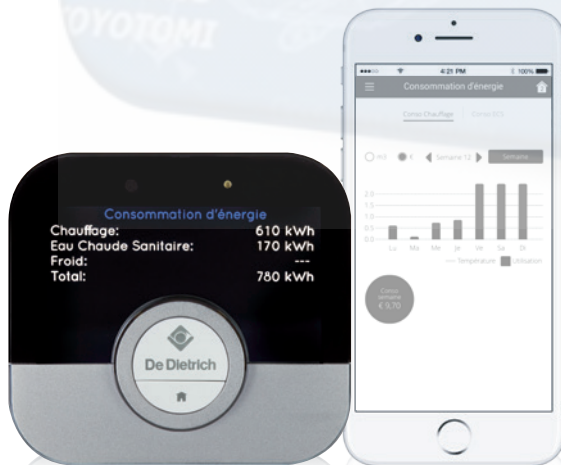 TOYOTOMI
Consommation d'énergie
Chauffage: 610 kWh
Eau Chaude Sanitaire: 170 kWh
Froid: ---
Total: 780 kWh
De Dietrich
4:21 PM 100%
Consommation d'énergie
Conso Chauffage Conso ECS
m3 € Semaine 12 Semaine
2.0
1.5
1.0
0.5
0.0
Lu Ma Me Je Ve Sa Di
Température Utilisation
Conso
semaine
€ 9,70